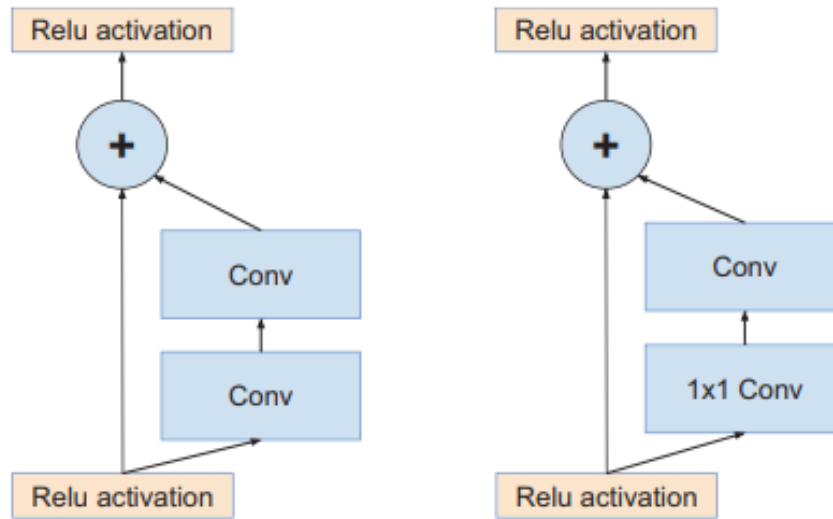 Relu activation
+
Conv
Conv
Relu activation
Relu activation
+
Conv
1x1 Conv
Relu activation